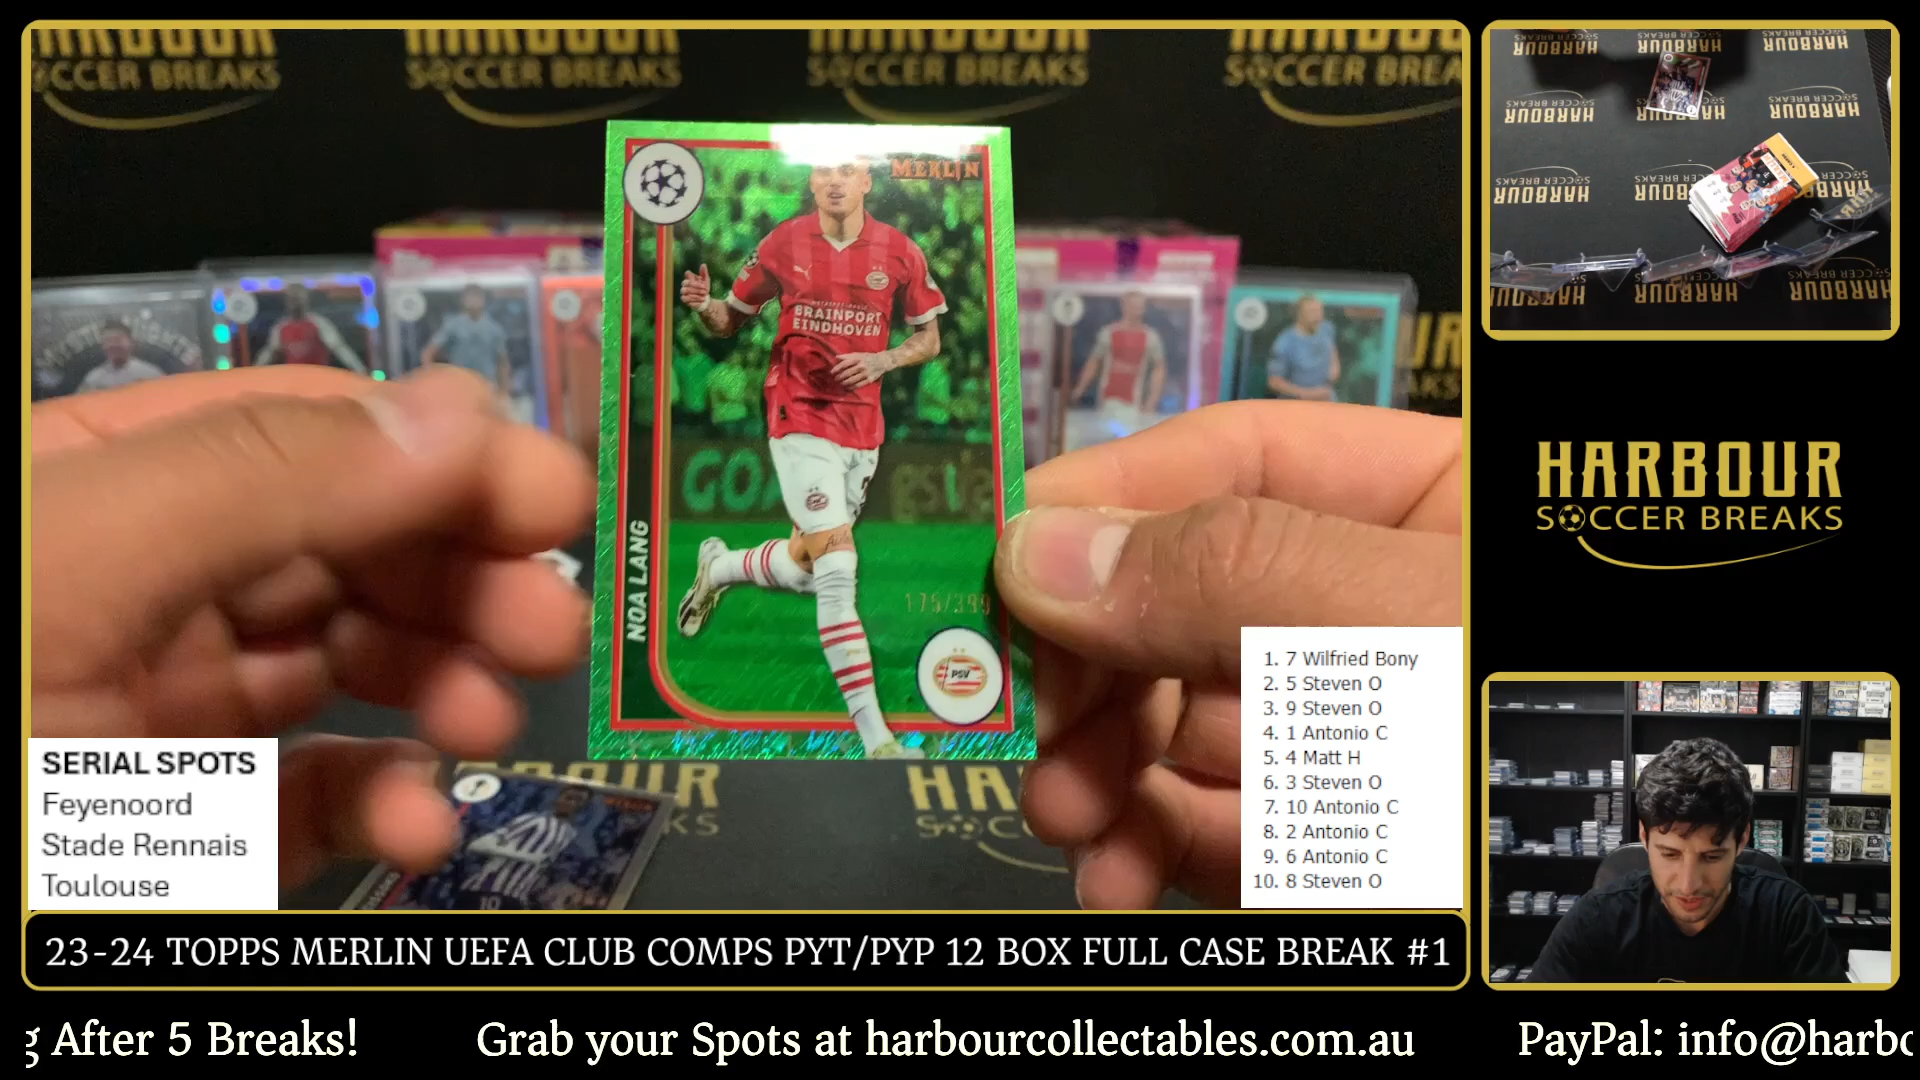 HARBOUR
SOCCER BREAKS
MERLIN
BRAINPORT
EINDHOVEN
NOA LANG
175/399
PSV
HARBOUR
SOCCER BREAKS
SERIAL SPOTS
Feyenoord
Stade Rennais
Toulouse
1. 7 Wilfried Bony
2. 5 Steven O
3. 9 Steven O
4. 1 Antonio C
5. 4 Matt H
6. 3 Steven O
7. 10 Antonio C
8. 2 Antonio C
9. 6 Antonio C
10. 8 Steven O
23-24 TOPPS MERLIN UEFA CLUB COMPS PYT/PYP 12 BOX FULL CASE BREAK #1
g After 5 Breaks! Grab your Spots at harbourcollectables.com.au PayPal: info@harbo